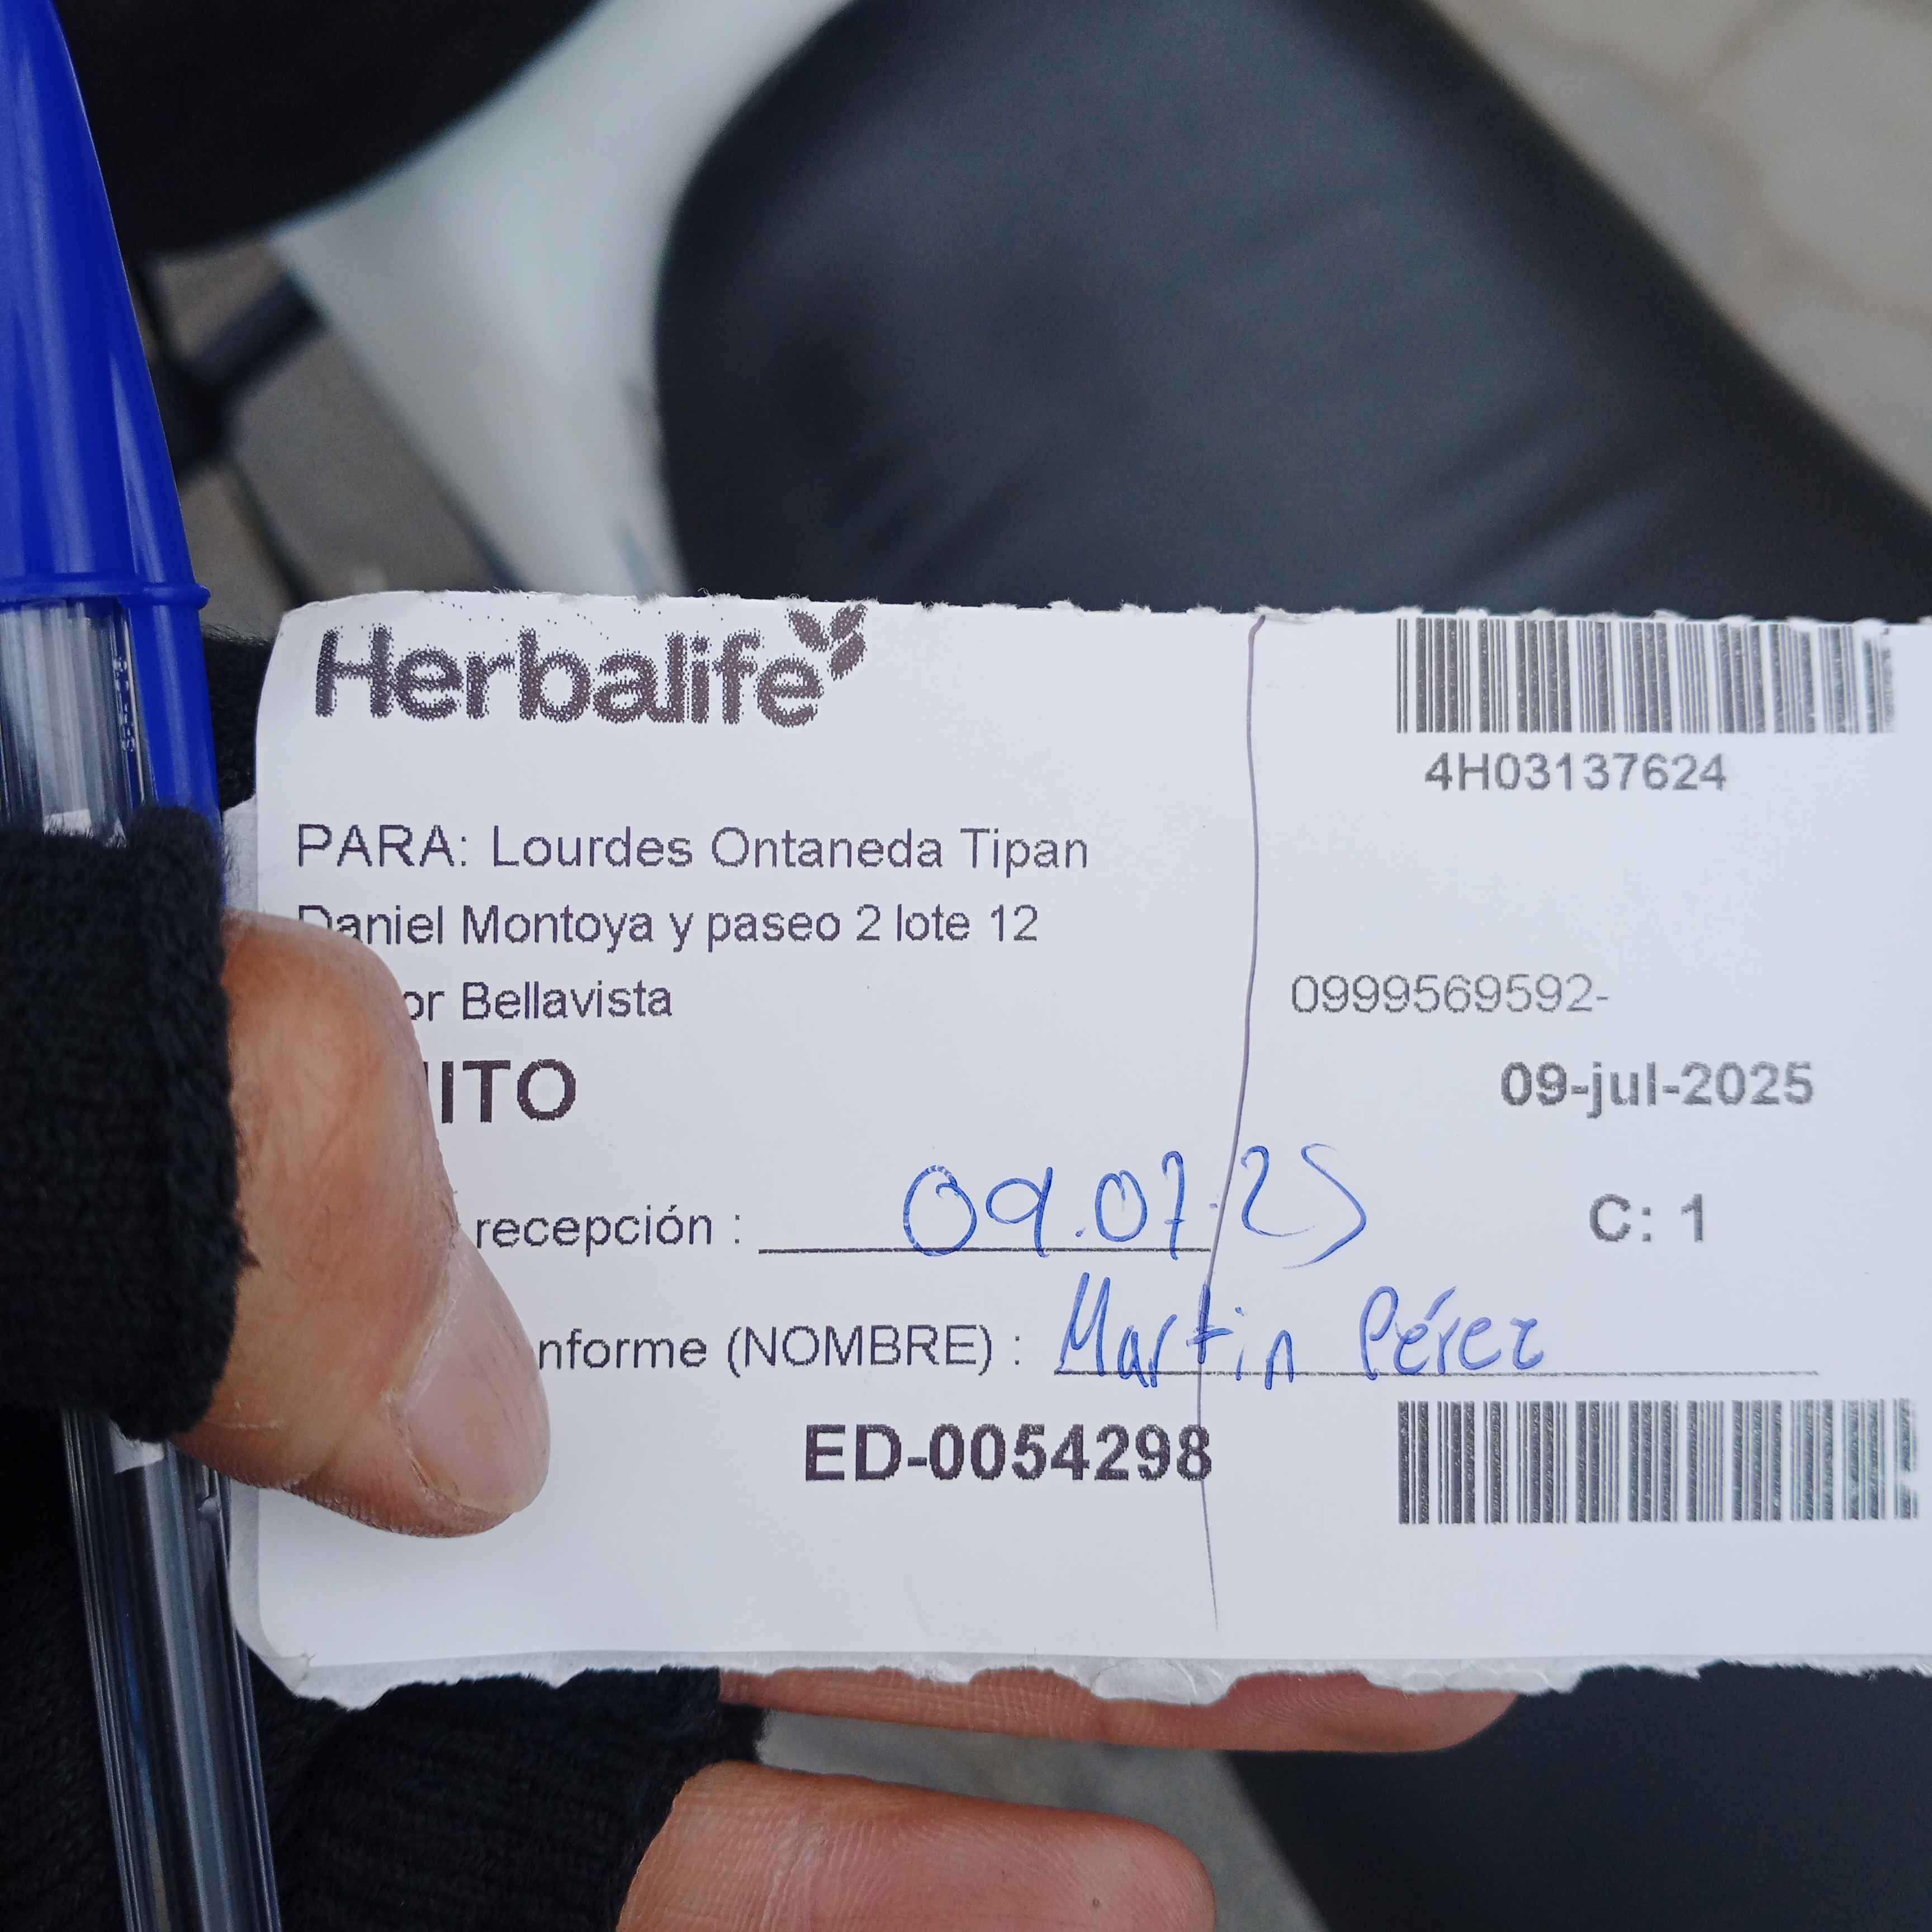 Herbalife
4H03137624
PARA: Lourdes Ontaneda Tipan
Daniel Montoya y paseo 2 lote 12
or Bellavista
0999569592-
ITO
09-jul-2025
recepción : 09.07.25
C: 1
nforme (NOMBRE) : Martin Pérez
ED-0054298